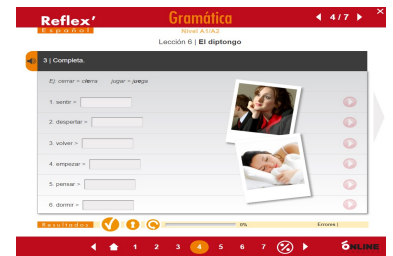 Reflex' Gramática 4 / 7 ×
Español Nivel A1/A2
Lección 6 | El diptongo
3 | Completa.
Ej: cerrar > cierra jugar > juega
1. sentir >
2. despertar >
3. volver >
4. empezar >
5. pensar >
6. dormir >
Resultados 0% Errores |
1 2 3 4 5 6 7 ONLINE